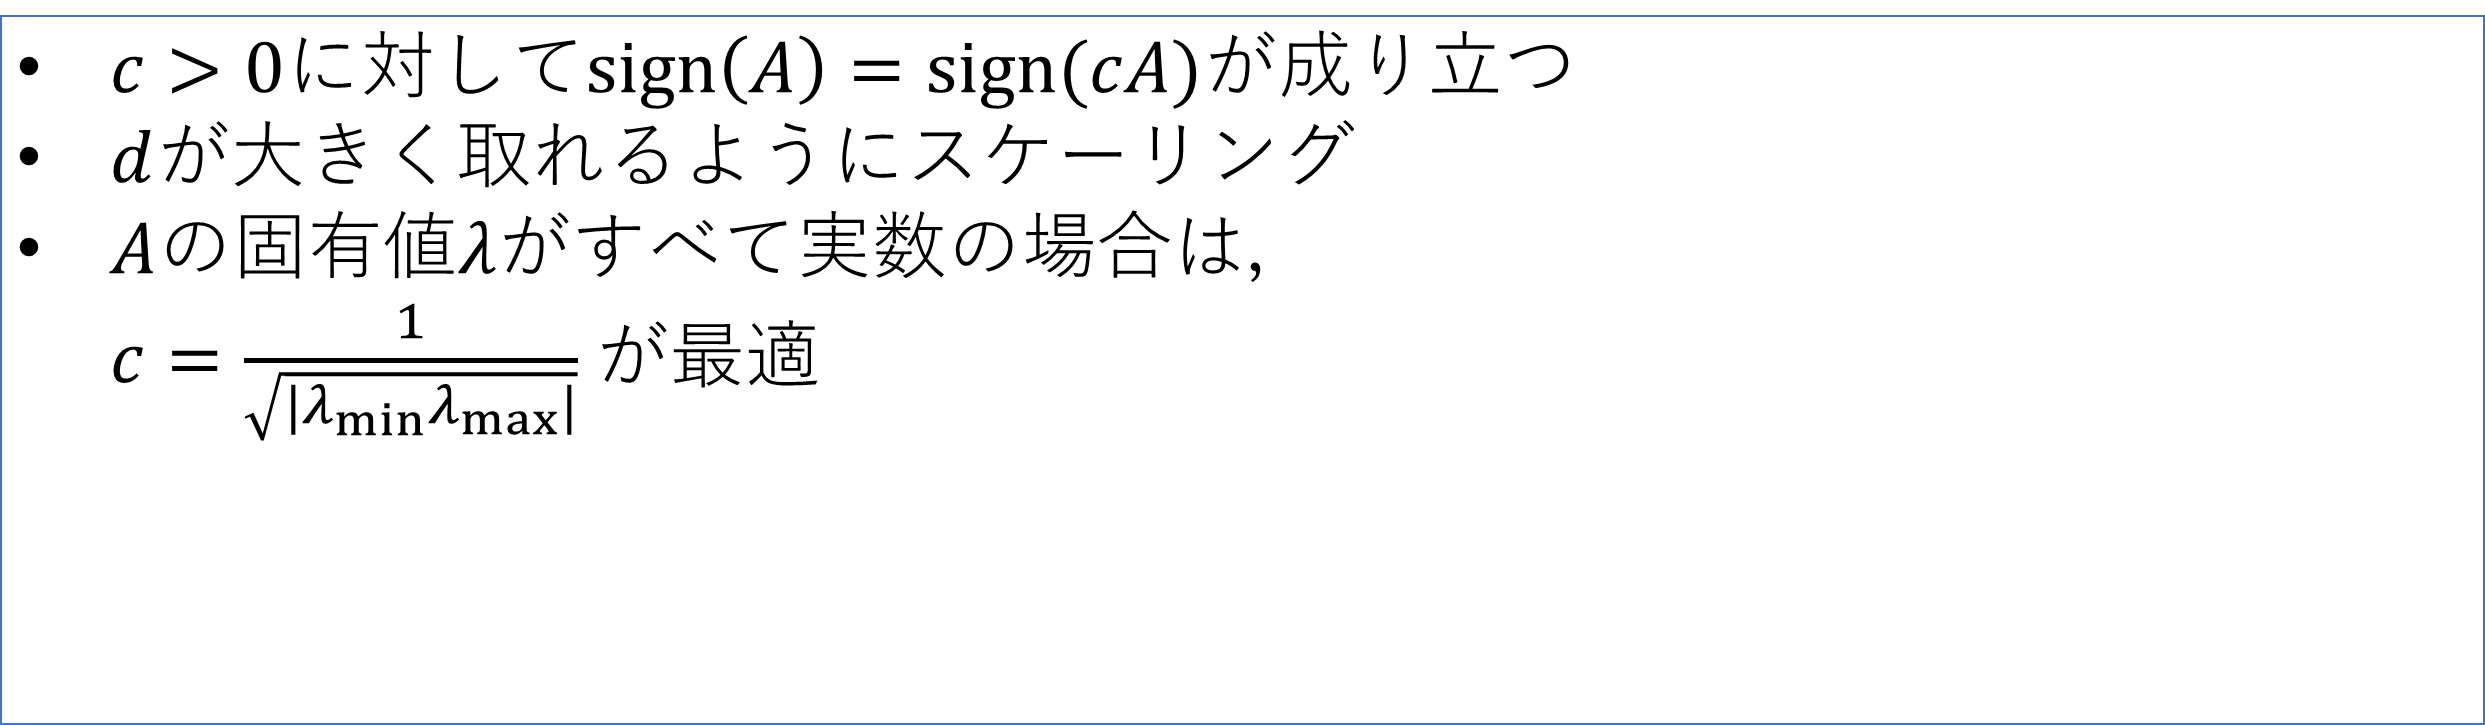 • c > 0に対してsign(A) = sign(cA)が成り立つ
• dが大きく取れるようにスケーリング
• Aの固有値λがすべて実数の場合は,
c = 1/√|λ_min λ_max| が最適